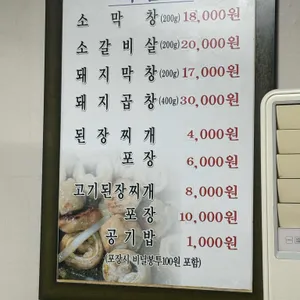 소 막 창 (200g) 18,000원
소 갈 비 살 (200g) 20,000원
돼 지 막 창 (200g) 17,000원
돼 지 곱 창 (400g) 30,000원
된 장 찌 개 4,000원
포 장 6,000원
고기된장찌개 8,000원
포 장 10,000원
공 기 밥 1,000원
(포장시 비닐봉투100원 포함)